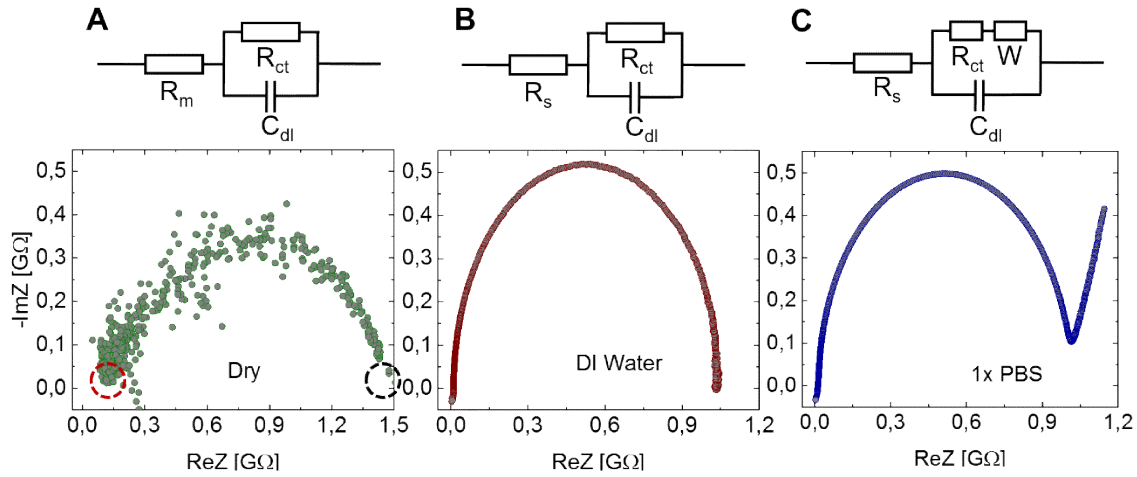 A
R_m
R_ct
C_dl
-ImZ [GΩ]
0,5
0,4
0,3
0,2
0,1
0,0
Dry
0,0 0,3 0,6 0,9 1,2 1,5
ReZ [GΩ]
B
R_s
R_ct
C_dl
0,5
0,4
0,3
0,2
0,1
0,0
DI Water
0,0 0,3 0,6 0,9 1,2
ReZ [GΩ]
C
R_s
R_ct W
C_dl
0,5
0,4
0,3
0,2
0,1
0,0
1x PBS
0,0 0,3 0,6 0,9 1,2
ReZ [GΩ]